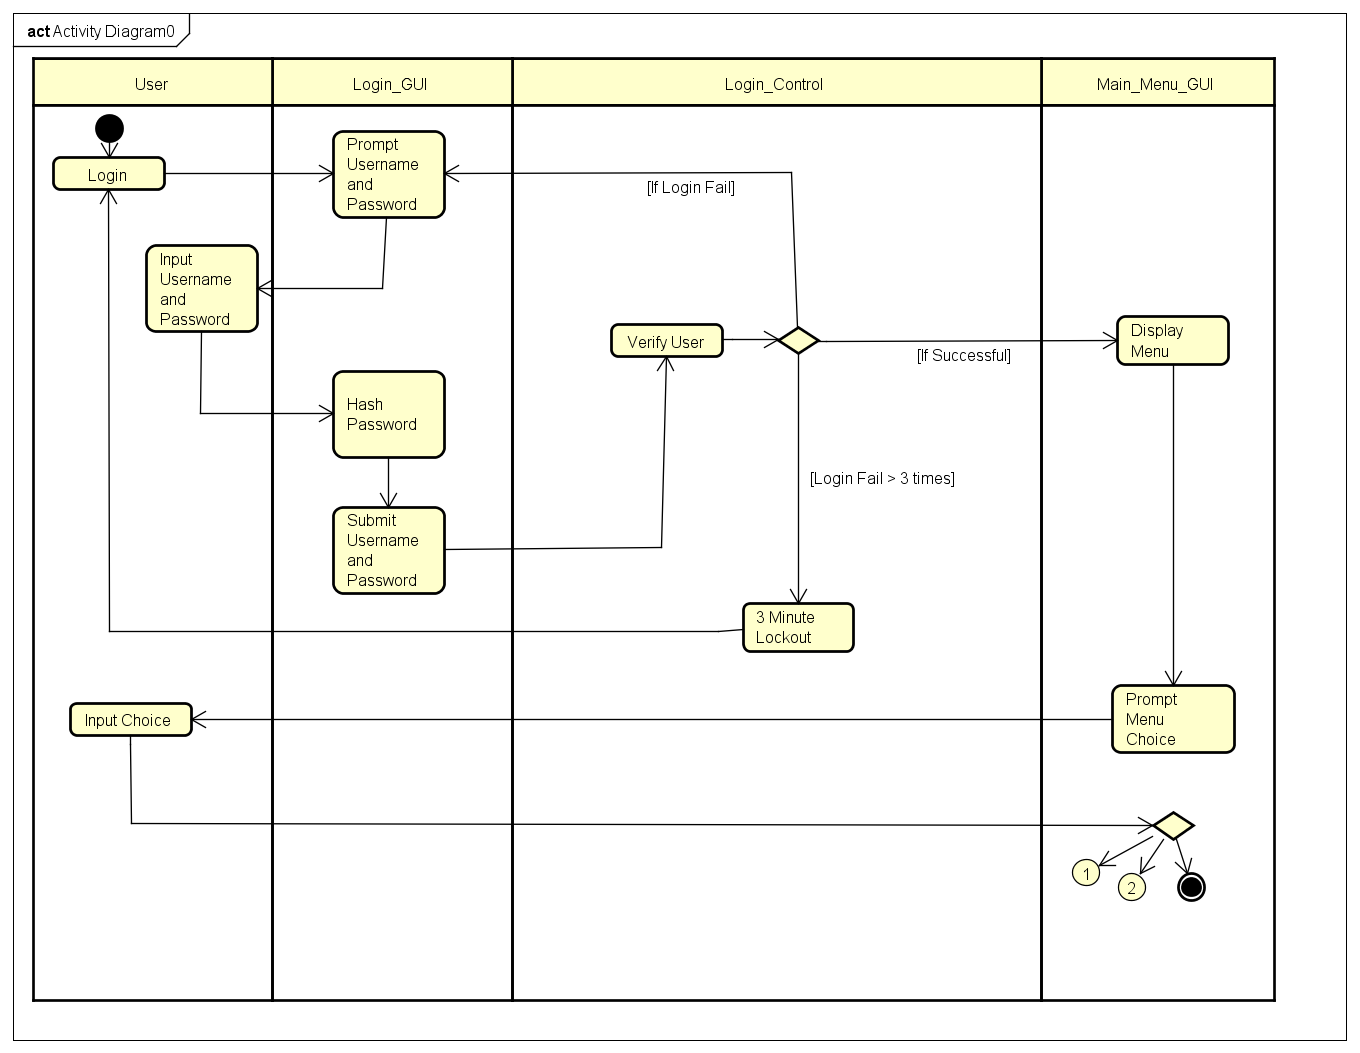 act Activity Diagram0
User
Login_GUI
Login_Control
Main_Menu_GUI
Login
Prompt
Username
and
Password
[If Login Fail]
Input
Username
and
Password
Verify User
[If Successful]
Display
Menu
Hash
Password
[Login Fail > 3 times]
Submit
Username
and
Password
3 Minute
Lockout
Input Choice
Prompt
Menu
Choice
1
2